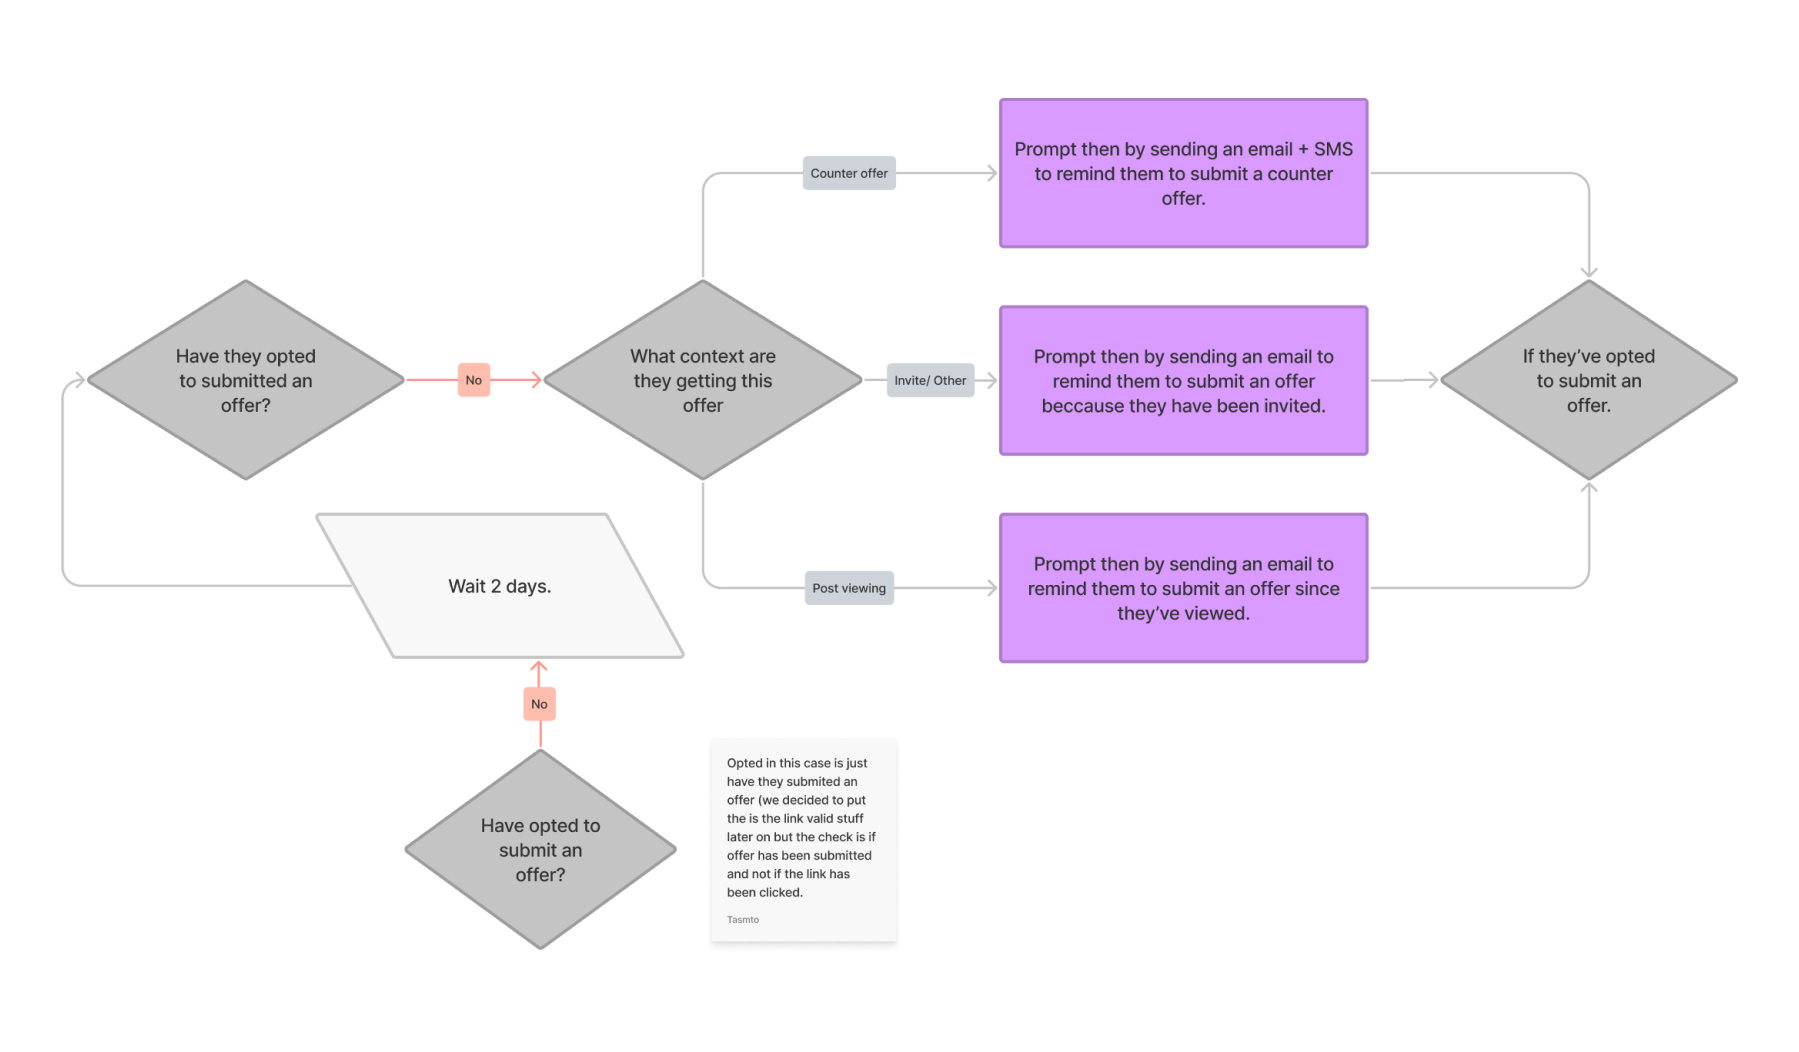 Prompt then by sending an email + SMS
to remind them to submit a counter
offer.
Counter offer
Have they opted
to submitted an
offer?
No
What context are
they getting this
offer
Invite/ Other
Prompt then by sending an email to
remind them to submit an offer
beccause they have been invited.
If they’ve opted
to submit an
offer.
Wait 2 days.
Post viewing
Prompt then by sending an email to
remind them to submit an offer since
they’ve viewed.
No
Have opted to
submit an
offer?
Opted in this case is just
have they submited an
offer (we decided to put
the is the link valid stuff
later on but the check is if
offer has been submitted
and not if the link has
been clicked.
Tasmto